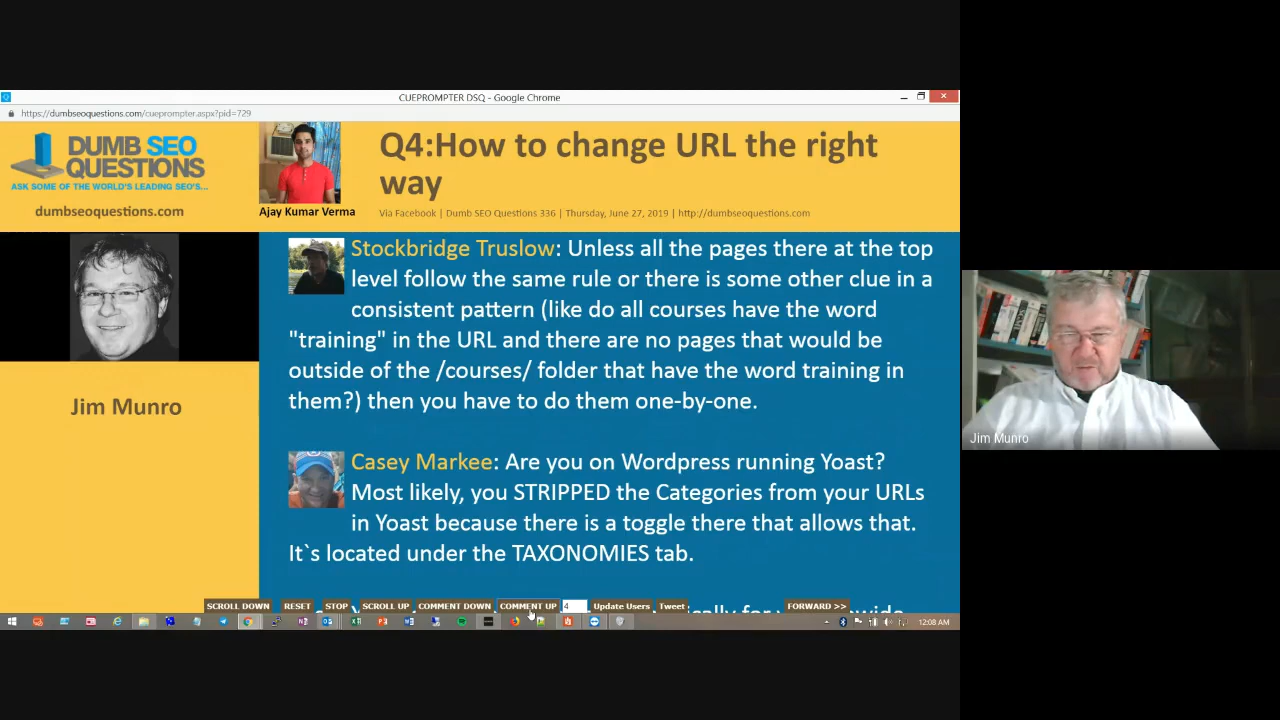 CUEPROMPTER DSQ - Google Chrome
https://dumbseoquestions.com/cueprompter.aspx?pid=729
DUMB SEO
QUESTIONS
ASK SOME OF THE WORLD'S LEADING SEO'S...
dumbseoquestions.com
Ajay Kumar Verma
Q4:How to change URL the right
way
Via Facebook | Dumb SEO Questions 336 | Thursday, June 27, 2019 | http://dumbseoquestions.com
Jim Munro
Stockbridge Truslow: Unless all the pages there at the top
level follow the same rule or there is some other clue in a
consistent pattern (like do all courses have the word
"training" in the URL and there are no pages that would be
outside of the /courses/ folder that have the word training in
them?) then you have to do them one-by-one.
Casey Markee: Are you on Wordpress running Yoast?
Most likely, you STRIPPED the Categories from your URLs
in Yoast because there is a toggle there that allows that.
It`s located under the TAXONOMIES tab.
SCROLL DOWN RESET STOP SCROLL UP COMMENT DOWN COMMENT UP 4 Update Users Tweet FORWARD >>
12:08 AM
Jim Munro